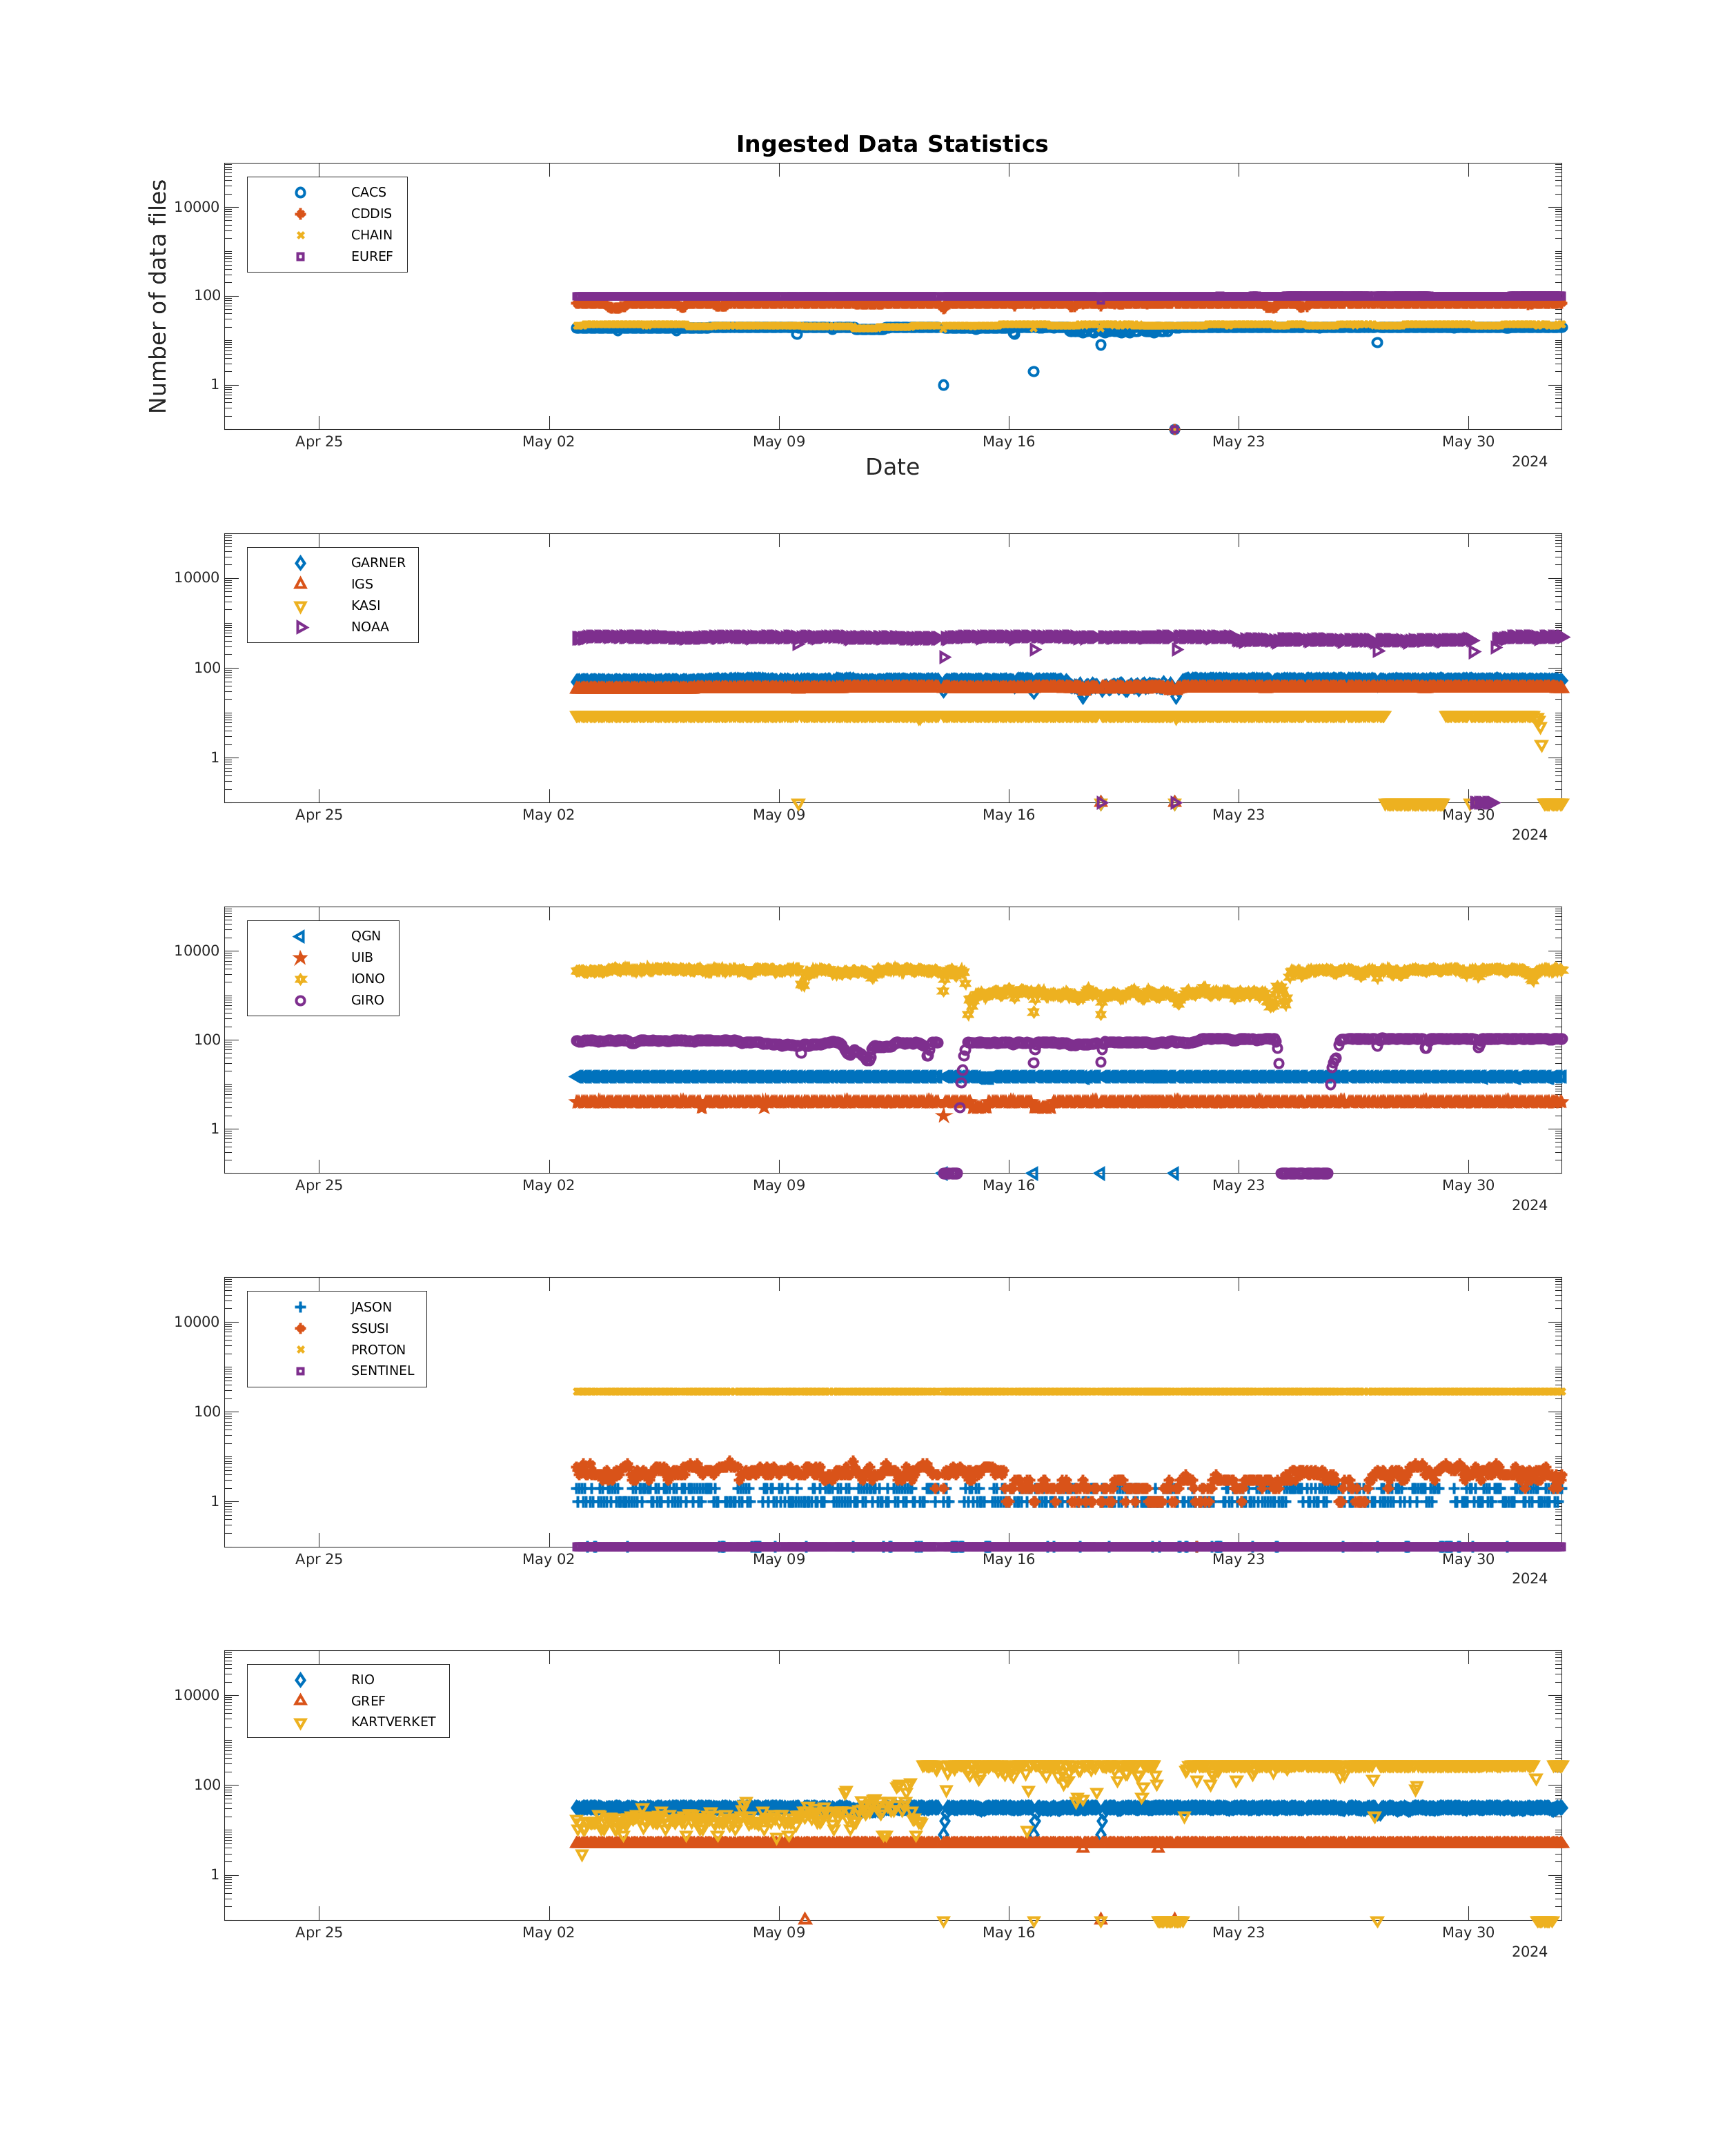 Ingested Data Statistics
Number of data files
CACS
CDDIS
CHAIN
EUREF
10000
100
1
Apr 25 May 02 May 09 May 16 May 23 May 30
2024
Date
GARNER
IGS
KASI
NOAA
10000
100
1
Apr 25 May 02 May 09 May 16 May 23 May 30
2024
QGN
UIB
IONO
GIRO
10000
100
1
Apr 25 May 02 May 09 May 16 May 23 May 30
2024
JASON
SSUSI
PROTON
SENTINEL
10000
100
1
Apr 25 May 02 May 09 May 16 May 23 May 30
2024
RIO
GREF
KARTVERKET
10000
100
1
Apr 25 May 02 May 09 May 16 May 23 May 30
2024